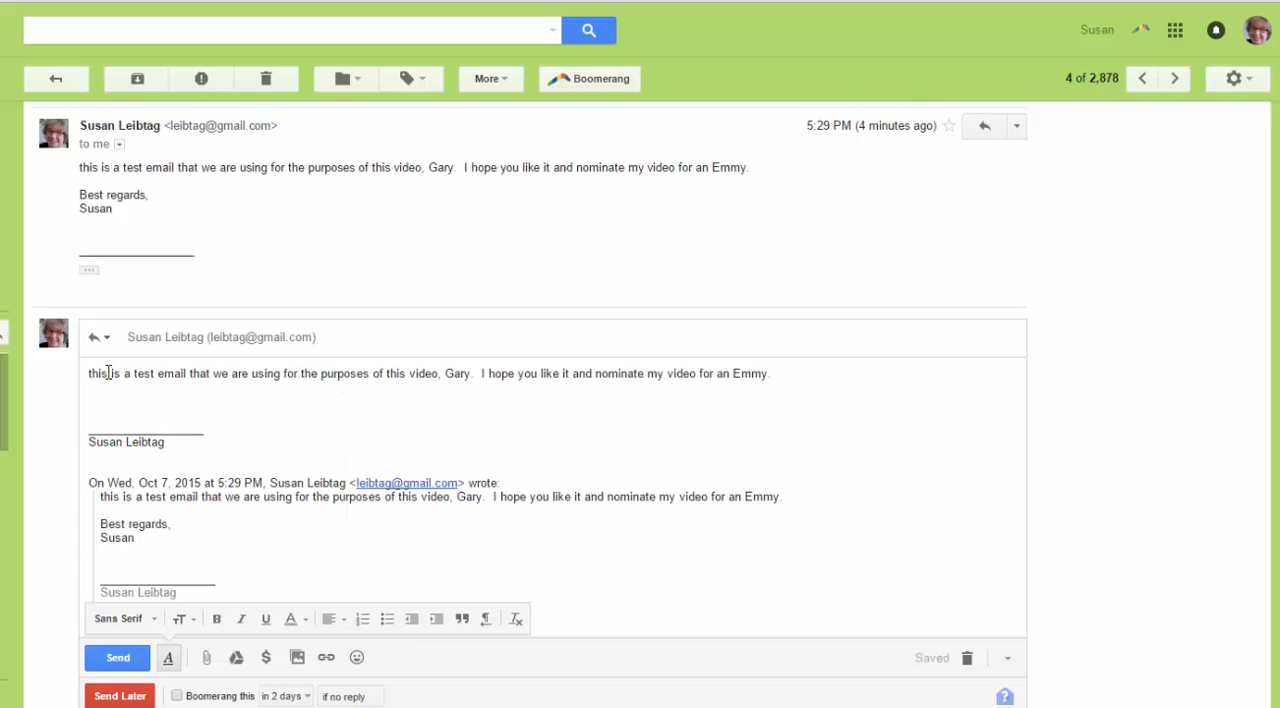 Susan
More
Boomerang
4 of 2,878
Susan Leibtag <leibtag@gmail.com>
5:29 PM (4 minutes ago)
to me
this is a test email that we are using for the purposes of this video, Gary.  I hope you like it and nominate my video for an Emmy.
Best regards,
Susan
Susan Leibtag (leibtag@gmail.com)
this is a test email that we are using for the purposes of this video, Gary.  I hope you like it and nominate my video for an Emmy.
Susan Leibtag
On Wed, Oct 7, 2015 at 5:29 PM, Susan Leibtag <leibtag@gmail.com> wrote:
this is a test email that we are using for the purposes of this video, Gary.  I hope you like it and nominate my video for an Emmy.
Best regards,
Susan
Susan Leibtag
Sans Serif
Send
Saved
Send Later
Boomerang this in 2 days if no reply